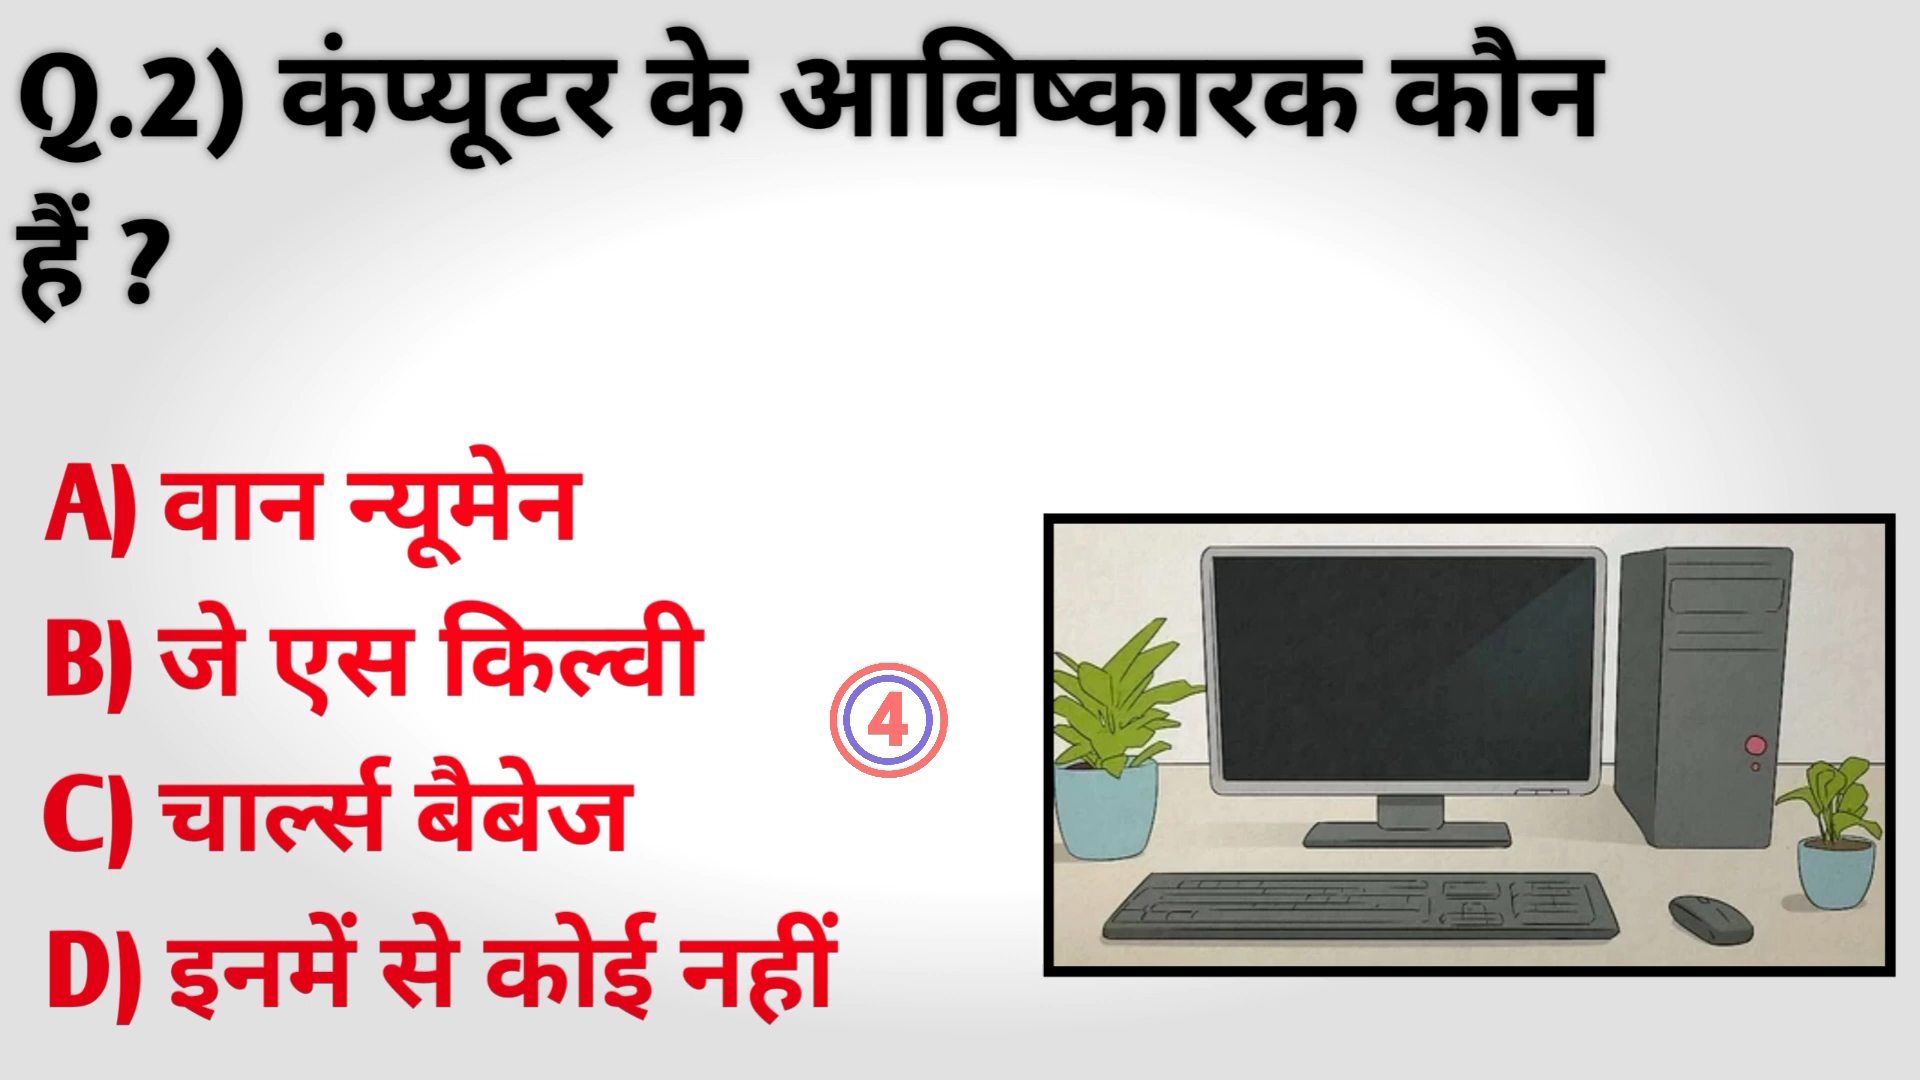 Q.2) कंप्यूटर के आविष्कारक कौन
हैं ?
A) वान न्यूमेन
B) जे एस किल्वी
4
C) चार्ल्स बैबेज
D) इनमें से कोई नहीं